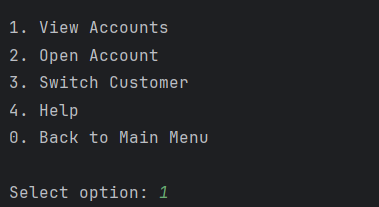 1. View Accounts
2. Open Account
3. Switch Customer
4. Help
0. Back to Main Menu
Select option: 1